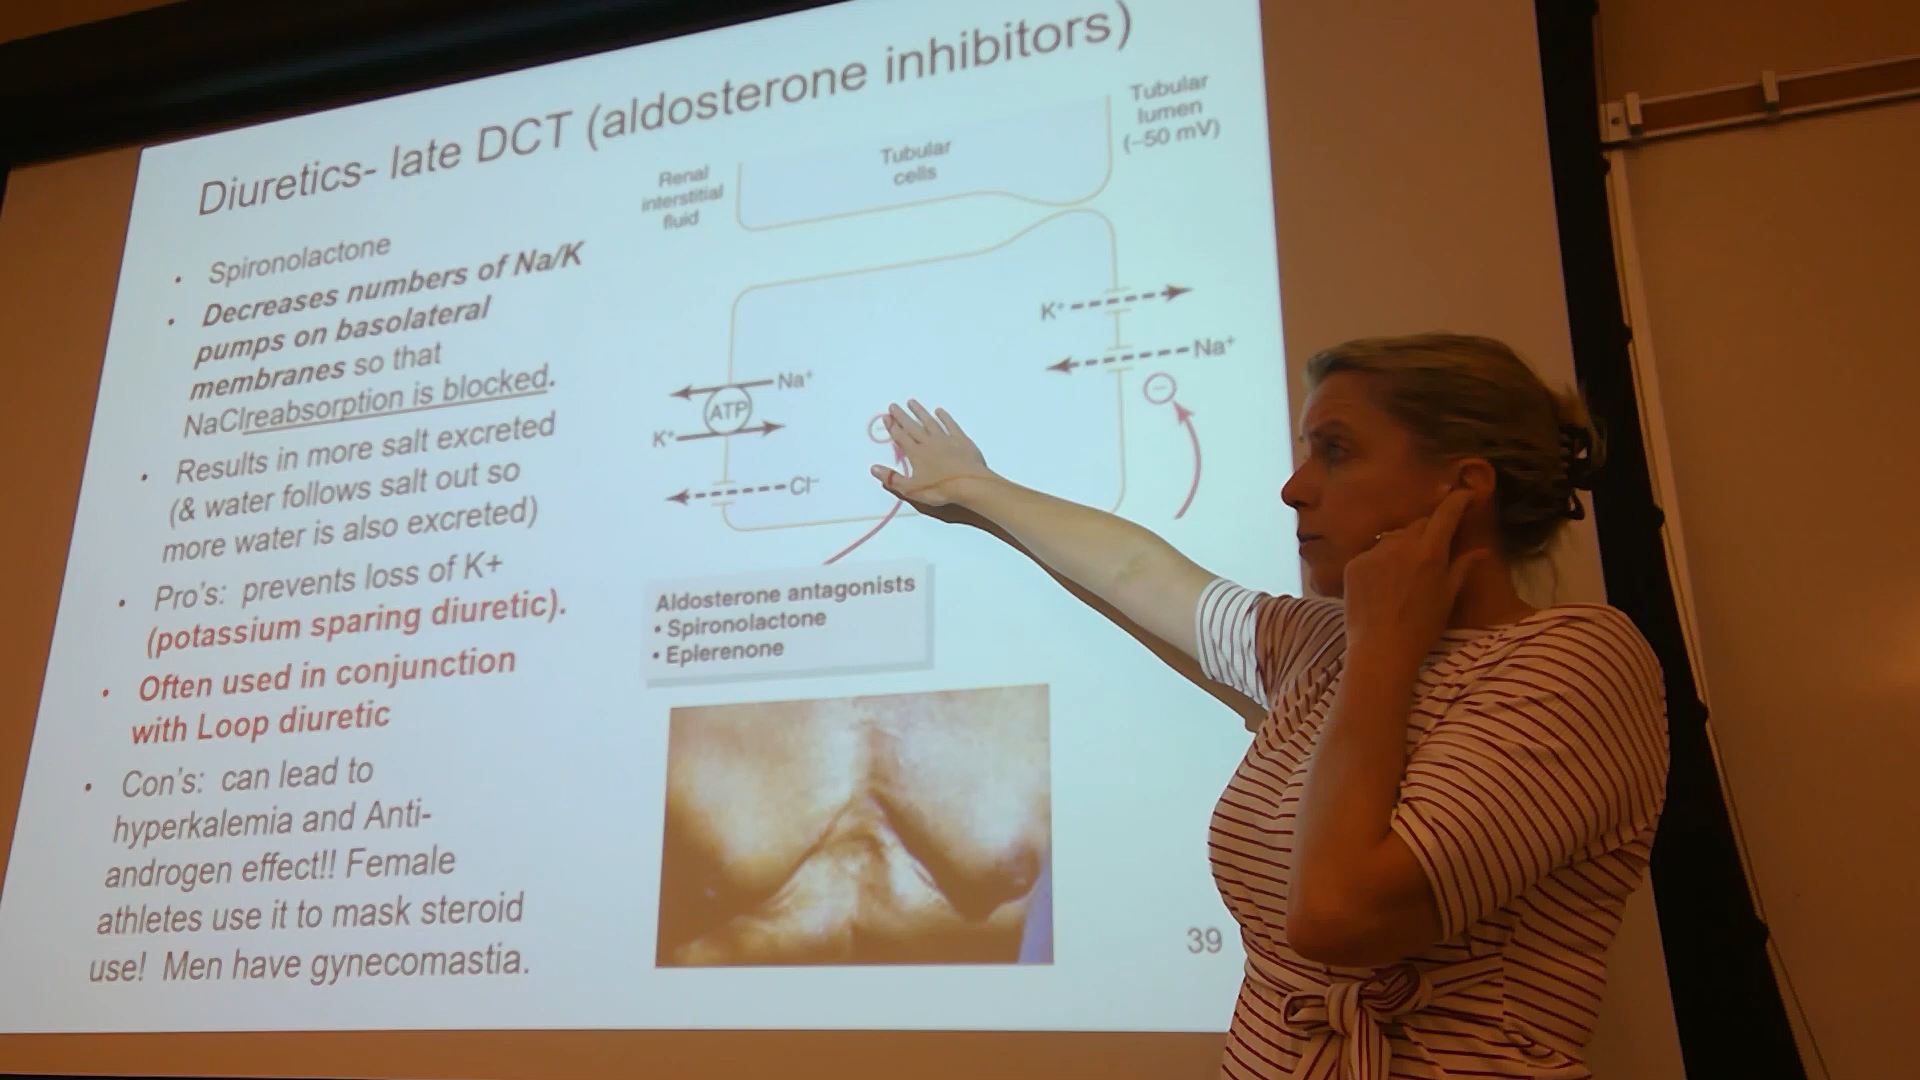 Diuretics- late DCT (aldosterone inhibitors)
• Spironolactone
• Decreases numbers of Na/K
pumps on basolateral
membranes so that
NaClreabsorption is blocked.
• Results in more salt excreted
(& water follows salt out so
more water is also excreted)
• Pro's: prevents loss of K+
(potassium sparing diuretic).
• Often used in conjunction
with Loop diuretic
• Con's: can lead to
hyperkalemia and Anti-
androgen effect!! Female
athletes use it to mask steroid
use! Men have gynecomastia.
Renal
interstitial
fluid
Tubular
cells
Tubular
lumen
(–50 mV)
K+
Na+
Na+
ATP
K+
Cl–
Aldosterone antagonists
• Spironolactone
• Eplerenone
39